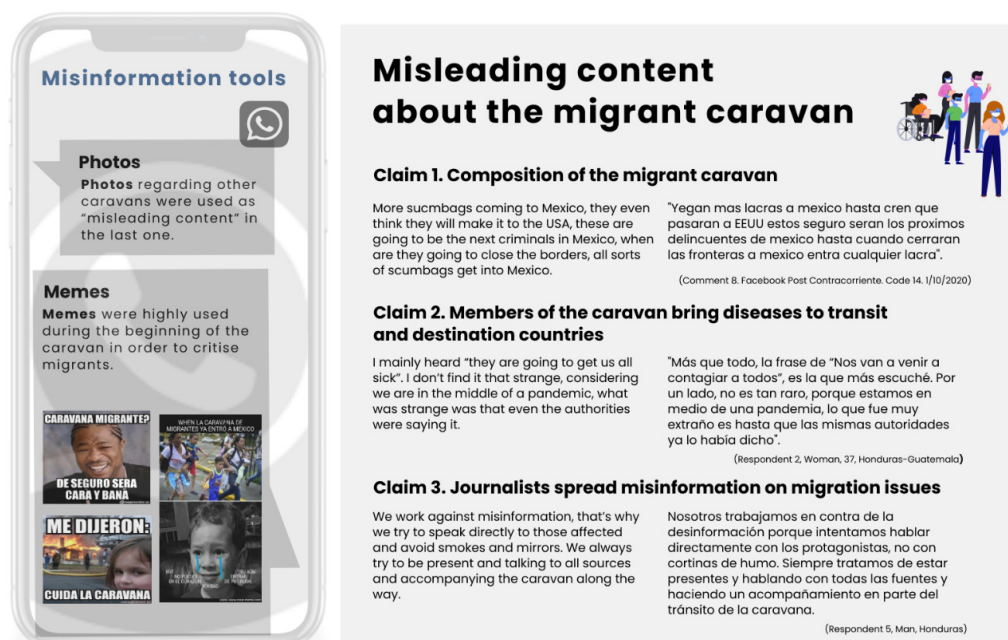 Misinformation tools
Photos
Photos regarding other
caravans were used as
“misleading content” in
the last one.
Memes
Memes were highly used
during the beginning of the
caravan in order to critise
migrants.
CARAVANA MIGRANTE?
DE SEGURO SERA
CARA Y BANA
WHEN LA CARAVANA DE
MIGRANTES YA ENTRÓ A MEXICO
ME DIJERON:
CUIDA LA CARAVANA
Misleading content
about the migrant caravan
Claim 1. Composition of the migrant caravan
More sucmbags coming to Mexico, they even
think they will make it to the USA, these are
going to be the next criminals in Mexico, when
are they going to close the borders, all sorts
of scumbags get into Mexico.
"Yegan mas lacras a mexico hasta cren que
pasaran a EEUU estos seguro seran los proximos
delincuentes de mexico hasta cuando cerraran
las fronteras a mexico entra cualquier lacra".
(Comment 8. Facebook Post Contracorriente. Code 14. 1/10/2020)
Claim 2. Members of the caravan bring diseases to transit
and destination countries
I mainly heard “they are going to get us all
sick”. I don’t find it that strange, considering
we are in the middle of a pandemic, what
was strange was that even the authorities
were saying it.
"Más que todo, la frase de “Nos van a venir a
contagiar a todos”, es la que más escuché. Por
un lado, no es tan raro, porque estamos en
medio de una pandemia, lo que fue muy
extraño es hasta que las mismas autoridades
ya lo había dicho".
(Respondent 2, Woman, 37, Honduras-Guatemala)
Claim 3. Journalists spread misinformation on migration issues
We work against misinformation, that’s why
we try to speak directly to those affected
and avoid smokes and mirrors. We always
try to be present and talking to all sources
and accompanying the caravan along the
way.
Nosotros trabajamos en contra de la
desinformación porque intentamos hablar
directamente con los protagonistas, no con
cortinas de humo. Siempre tratamos de estar
presentes y hablando con todas las fuentes y
haciendo un acompañamiento en parte del
tránsito de la caravana.
(Respondent 5, Man, Honduras)